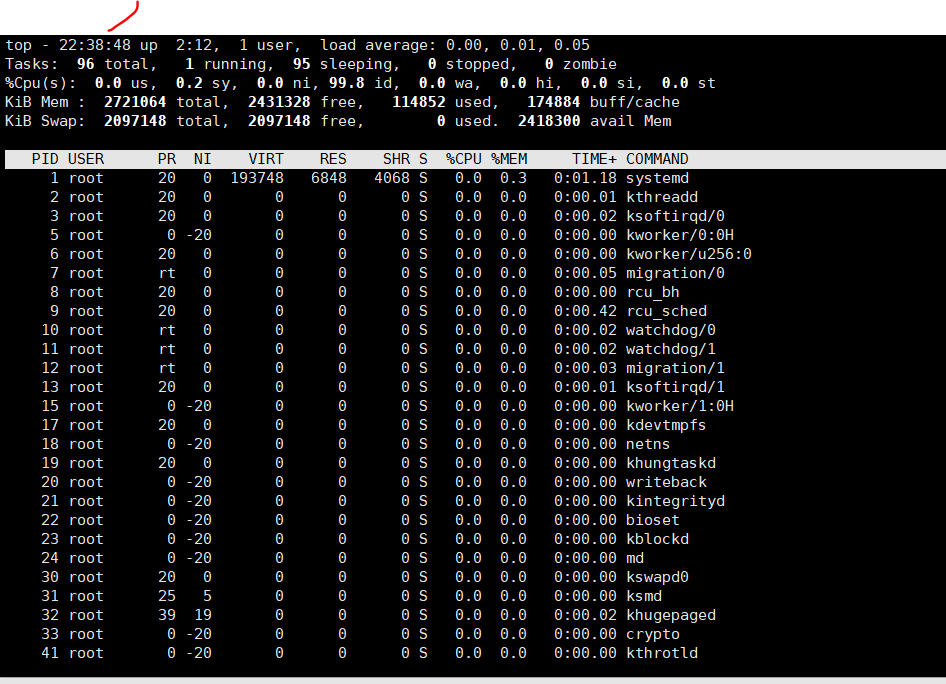 top - 22:38:48 up  2:12,  1 user,  load average: 0.00, 0.01, 0.05
Tasks:  96 total,   1 running,  95 sleeping,   0 stopped,   0 zombie
%Cpu(s):  0.0 us,  0.2 sy,  0.0 ni, 99.8 id,  0.0 wa,  0.0 hi,  0.0 si,  0.0 st
KiB Mem :  2721064 total,  2431328 free,   114852 used,   174884 buff/cache
KiB Swap:  2097148 total,  2097148 free,        0 used.  2418300 avail Mem
PID USER      PR  NI    VIRT    RES    SHR S  %CPU %MEM     TIME+ COMMAND
1 root      20   0  193748   6848   4068 S   0.0  0.3   0:01.18 systemd
2 root      20   0       0      0      0 S   0.0  0.0   0:00.01 kthreadd
3 root      20   0       0      0      0 S   0.0  0.0   0:00.02 ksoftirqd/0
5 root       0 -20       0      0      0 S   0.0  0.0   0:00.00 kworker/0:0H
6 root      20   0       0      0      0 S   0.0  0.0   0:00.00 kworker/u256:0
7 root      rt   0       0      0      0 S   0.0  0.0   0:00.05 migration/0
8 root      20   0       0      0      0 S   0.0  0.0   0:00.00 rcu_bh
9 root      20   0       0      0      0 S   0.0  0.0   0:00.42 rcu_sched
10 root      rt   0       0      0      0 S   0.0  0.0   0:00.02 watchdog/0
11 root      rt   0       0      0      0 S   0.0  0.0   0:00.02 watchdog/1
12 root      rt   0       0      0      0 S   0.0  0.0   0:00.03 migration/1
13 root      20   0       0      0      0 S   0.0  0.0   0:00.01 ksoftirqd/1
15 root       0 -20       0      0      0 S   0.0  0.0   0:00.00 kworker/1:0H
17 root      20   0       0      0      0 S   0.0  0.0   0:00.00 kdevtmpfs
18 root       0 -20       0      0      0 S   0.0  0.0   0:00.00 netns
19 root      20   0       0      0      0 S   0.0  0.0   0:00.00 khungtaskd
20 root       0 -20       0      0      0 S   0.0  0.0   0:00.00 writeback
21 root       0 -20       0      0      0 S   0.0  0.0   0:00.00 kintegrityd
22 root       0 -20       0      0      0 S   0.0  0.0   0:00.00 bioset
23 root       0 -20       0      0      0 S   0.0  0.0   0:00.00 kblockd
24 root       0 -20       0      0      0 S   0.0  0.0   0:00.00 md
30 root      20   0       0      0      0 S   0.0  0.0   0:00.00 kswapd0
31 root      25   5       0      0      0 S   0.0  0.0   0:00.00 ksmd
32 root      39  19       0      0      0 S   0.0  0.0   0:00.02 khugepaged
33 root       0 -20       0      0      0 S   0.0  0.0   0:00.00 crypto
41 root       0 -20       0      0      0 S   0.0  0.0   0:00.00 kthrotld